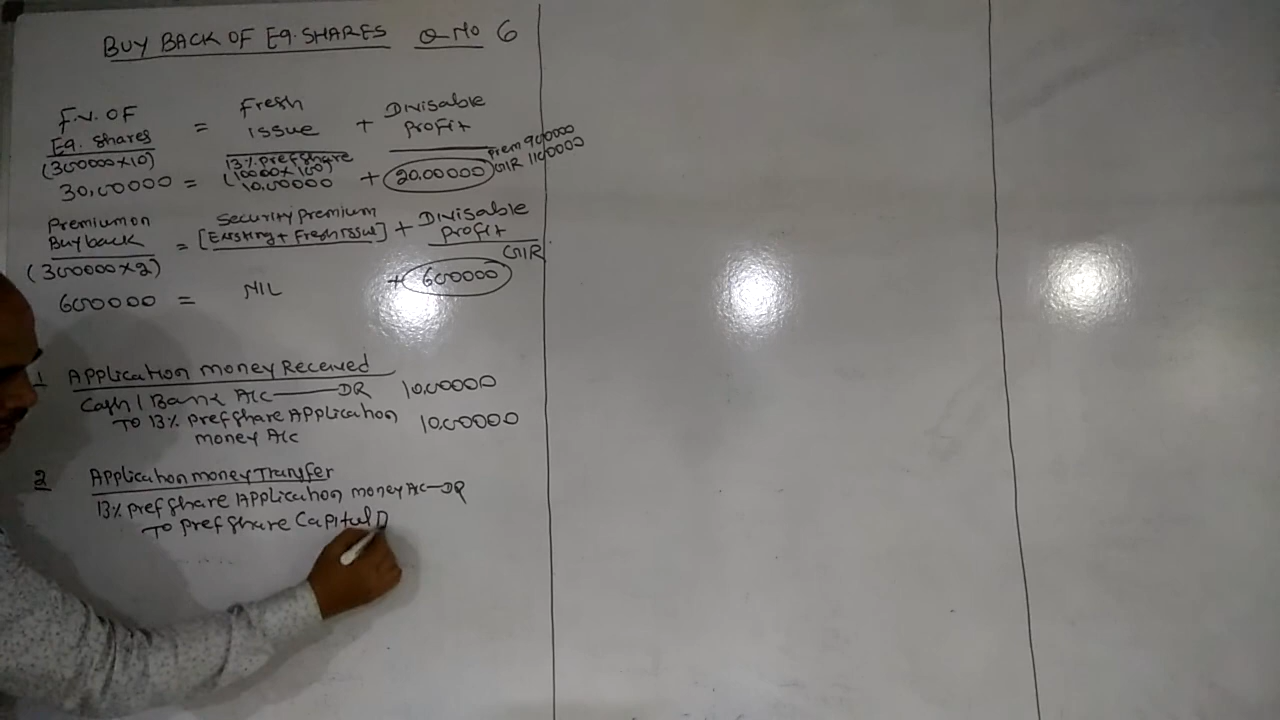 BUY BACK OF EQ. SHARES Q No 6
F.V. OF Eq. Shares = Fresh Issue + Divisable Profit
(300000 x 10) 13% Pref Share (10000 x 100) Prem 900000
30,00000 = 10,00000 + 20,00000 G/R 1100000
Premium on Buy back = Security Premium [Existing + Fresh Issue] + Divisable Profit
(300000 x 2) G/R
600000 = NIL + 600000
1 Application money Received
Cash / Bank A/c — DR 10,00000
To 13% Pref Share Application 10,00000
money A/c
2 Application money Transfer
13% Pref Share Application money A/c — DR
To Pref Share Capital